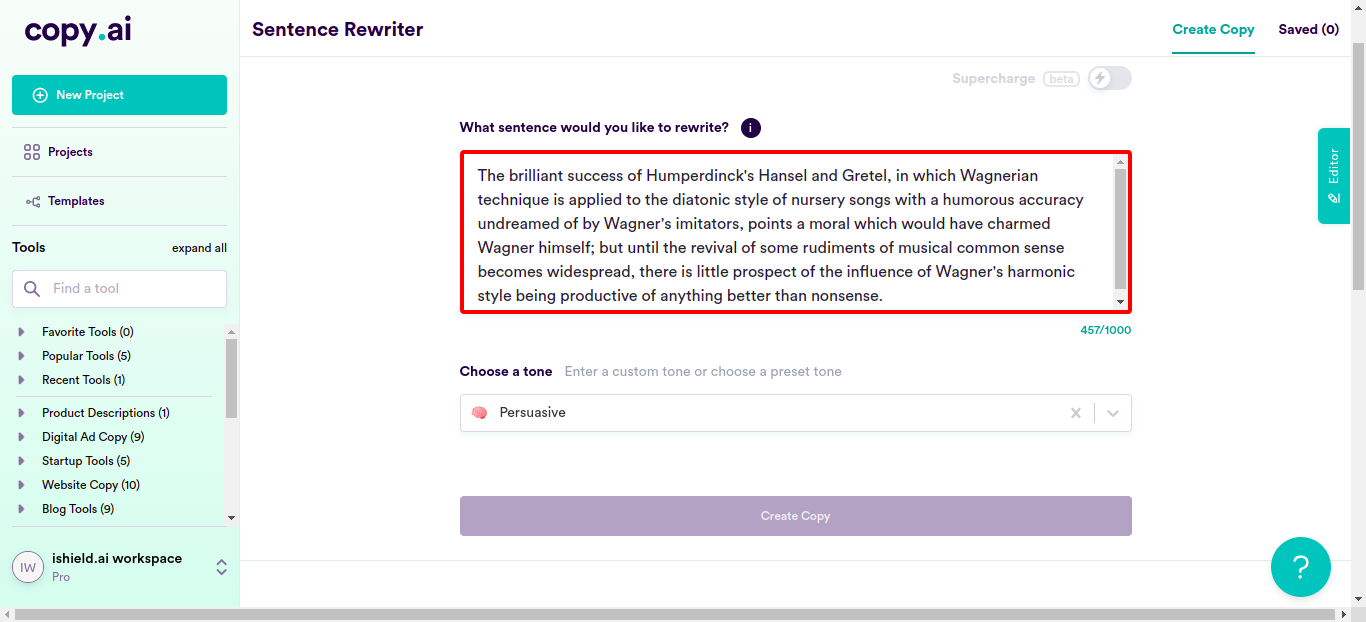 copy.ai
Sentence Rewriter
Create Copy
Saved (0)
New Project
Projects
Templates
Tools
expand all
Find a tool
Favorite Tools (0)
Popular Tools (5)
Recent Tools (1)
Product Descriptions (1)
Digital Ad Copy (9)
Startup Tools (5)
Website Copy (10)
Blog Tools (9)
IW
ishield.ai workspace
Pro
Supercharge beta
What sentence would you like to rewrite? i
The brilliant success of Humperdinck's Hansel and Gretel, in which Wagnerian
technique is applied to the diatonic style of nursery songs with a humorous accuracy
undreamed of by Wagner's imitators, points a moral which would have charmed
Wagner himself; but until the revival of some rudiments of musical common sense
becomes widespread, there is little prospect of the influence of Wagner's harmonic
style being productive of anything better than nonsense.
457/1000
Choose a tone Enter a custom tone or choose a preset tone
Persuasive
Create Copy
Editor
?